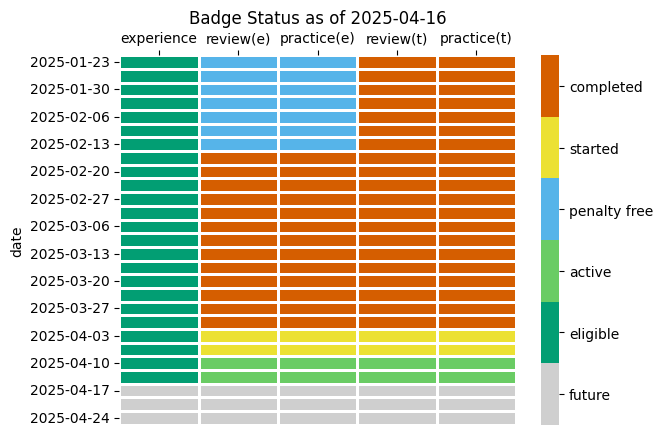 Badge Status as of 2025-04-16
experience review(e) practice(e) review(t) practice(t)
2025-01-23
2025-01-30
2025-02-06
2025-02-13
2025-02-20
2025-02-27
2025-03-06
2025-03-13
2025-03-20
2025-03-27
2025-04-03
2025-04-10
2025-04-17
2025-04-24
date
completed
started
penalty free
active
eligible
future